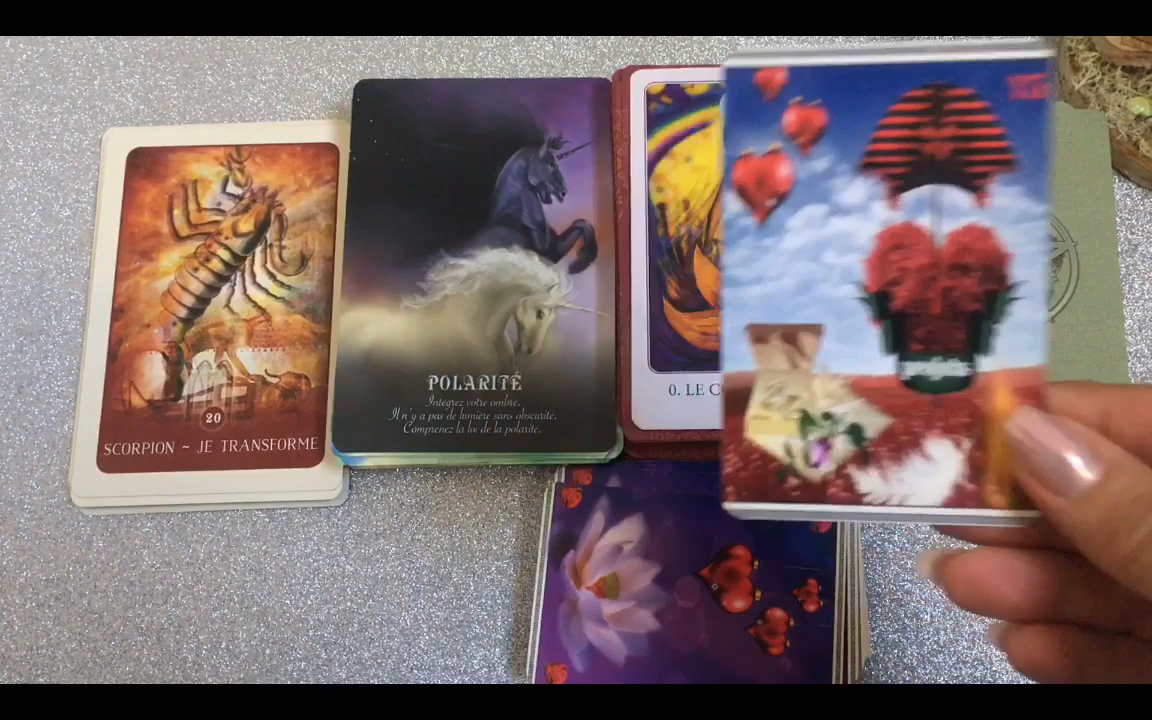 20
SCORPION ~ JE TRANSFORME
POLARITÉ
Intégrez votre ombre.
Il n'y a pas de lumière sans obscurité.
Comprenez la loi de la polarité.
0. LE C